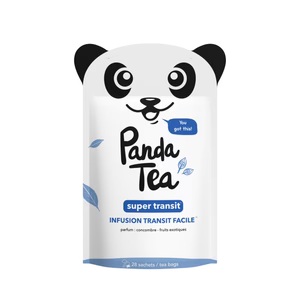 You
got this!
Panda
Tea
super transit
INFUSION TRANSIT FACILE
parfum : concombre - fruits exotiques
28 sachets / tea bags